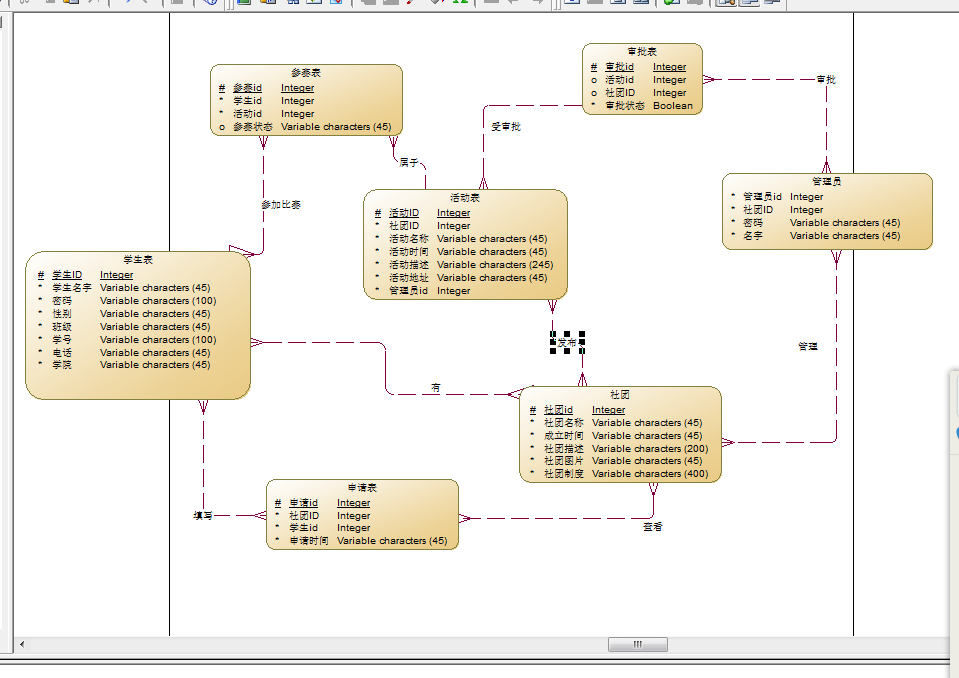 审批表
# 审批id Integer
o 活动id Integer
o 社团ID Integer
* 审批状态 Boolean
审批
参赛表
# 参赛id Integer
* 学生id Integer
* 活动id Integer
o 参赛状态 Variable characters (45)
受审批
属于
管理员
* 管理员id Integer
* 社团ID Integer
* 密码 Variable characters (45)
* 名字 Variable characters (45)
活动表
# 活动ID Integer
* 社团ID Integer
* 活动名称 Variable characters (45)
* 活动时间 Variable characters (45)
* 活动描述 Variable characters (245)
* 活动地址 Variable characters (45)
* 管理员id Integer
参加比赛
学生表
# 学生ID Integer
* 学生名字 Variable characters (45)
* 密码 Variable characters (100)
* 性别 Variable characters (45)
* 班级 Variable characters (45)
* 学号 Variable characters (100)
* 电话 Variable characters (45)
* 学院 Variable characters (45)
发布
管理
有
社团
# 社团id Integer
* 社团名称 Variable characters (45)
* 成立时间 Variable characters (45)
* 社团描述 Variable characters (200)
* 社团图片 Variable characters (45)
* 社团制度 Variable characters (400)
申请表
# 申请id Integer
* 社团ID Integer
* 学生id Integer
* 申请时间 Variable characters (45)
填写
查看